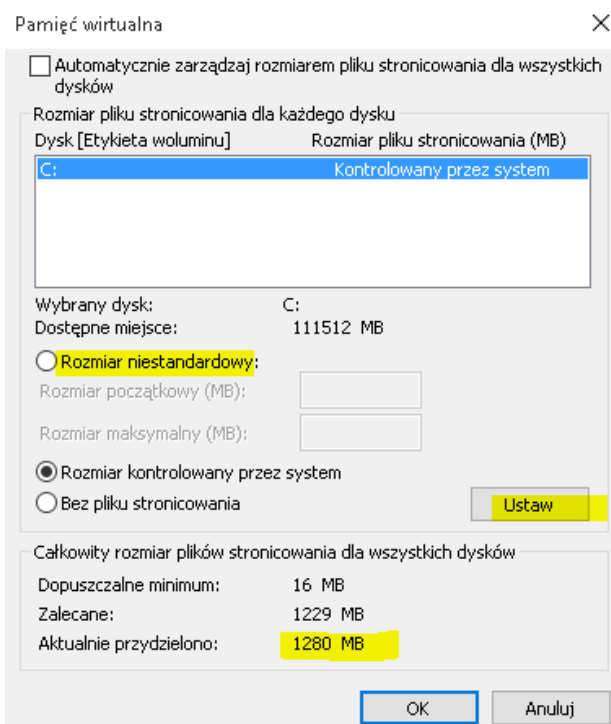 Pamięć wirtualna
Automatycznie zarządzaj rozmiarem pliku stronicowania dla wszystkich
dysków
Rozmiar pliku stronicowania dla każdego dysku
Dysk [Etykieta woluminu] Rozmiar pliku stronicowania (MB)
C: Kontrolowany przez system
Wybrany dysk: C:
Dostępne miejsce: 111512 MB
Rozmiar niestandardowy:
Rozmiar początkowy (MB):
Rozmiar maksymalny (MB):
Rozmiar kontrolowany przez system
Bez pliku stronicowania Ustaw
Całkowity rozmiar plików stronicowania dla wszystkich dysków
Dopuszczalne minimum: 16 MB
Zalecane: 1229 MB
Aktualnie przydzielono: 1280 MB
OK Anuluj